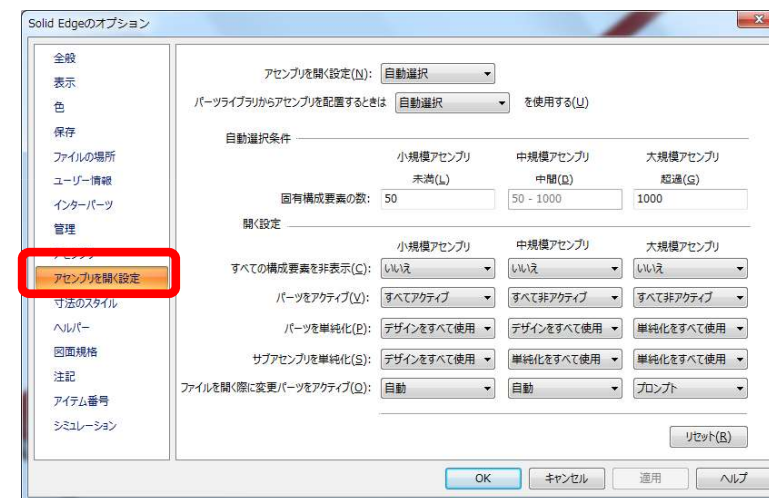 Solid Edgeのオプション
全般
表示
色
保存
ファイルの場所
ユーザー情報
インターパーツ
管理
アセンブリを開く設定
寸法のスタイル
ヘルパー
図面規格
注記
アイテム番号
シミュレーション
アセンブリを開く設定(N): 自動選択
パーツライブラリからアセンブリを配置するときは 自動選択 を使用する(U)
自動選択条件
小規模アセンブリ 中規模アセンブリ 大規模アセンブリ
未満(L) 中間(D) 超過(G)
固有構成要素の数: 50 50 - 1000 1000
開く設定
小規模アセンブリ 中規模アセンブリ 大規模アセンブリ
すべての構成要素を非表示(C): いいえ いいえ いいえ
パーツをアクティブ(V): すべてアクティブ すべて非アクティブ すべて非アクティブ
パーツを単純化(P): デザインをすべて使用 デザインをすべて使用 単純化をすべて使用
サブアセンブリを単純化(S): デザインをすべて使用 単純化をすべて使用 単純化をすべて使用
ファイルを開く際に変更パーツをアクティブ(O): 自動 自動 プロンプト
リセット(R)
OK キャンセル 適用 ヘルプ